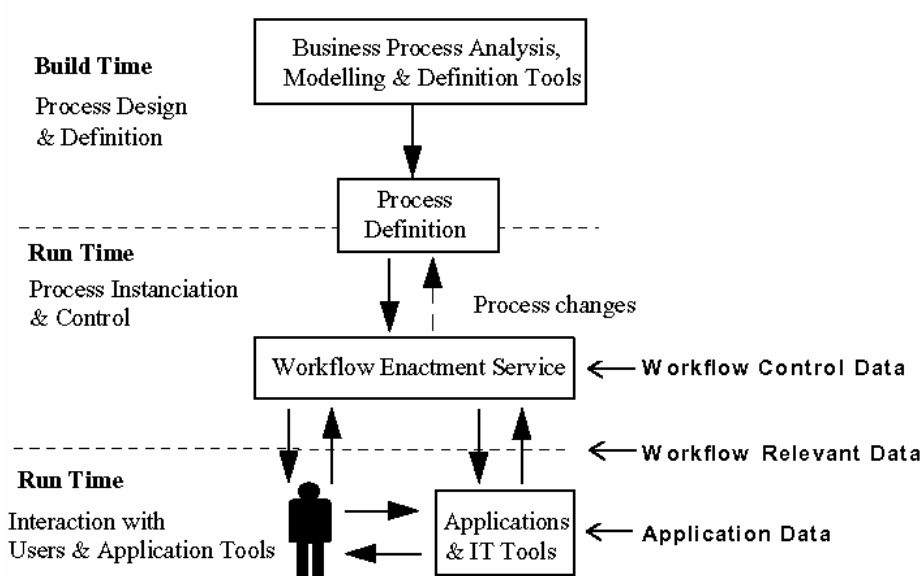 Business Process Analysis,
Modelling & Definition Tools
Build Time
Process Design
& Definition
Process
Definition
Run Time
Process Instanciation
& Control
Process changes
Workflow Enactment Service
Workflow Control Data
Workflow Relevant Data
Run Time
Interaction with
Users & Application Tools
Applications
& IT Tools
Application Data